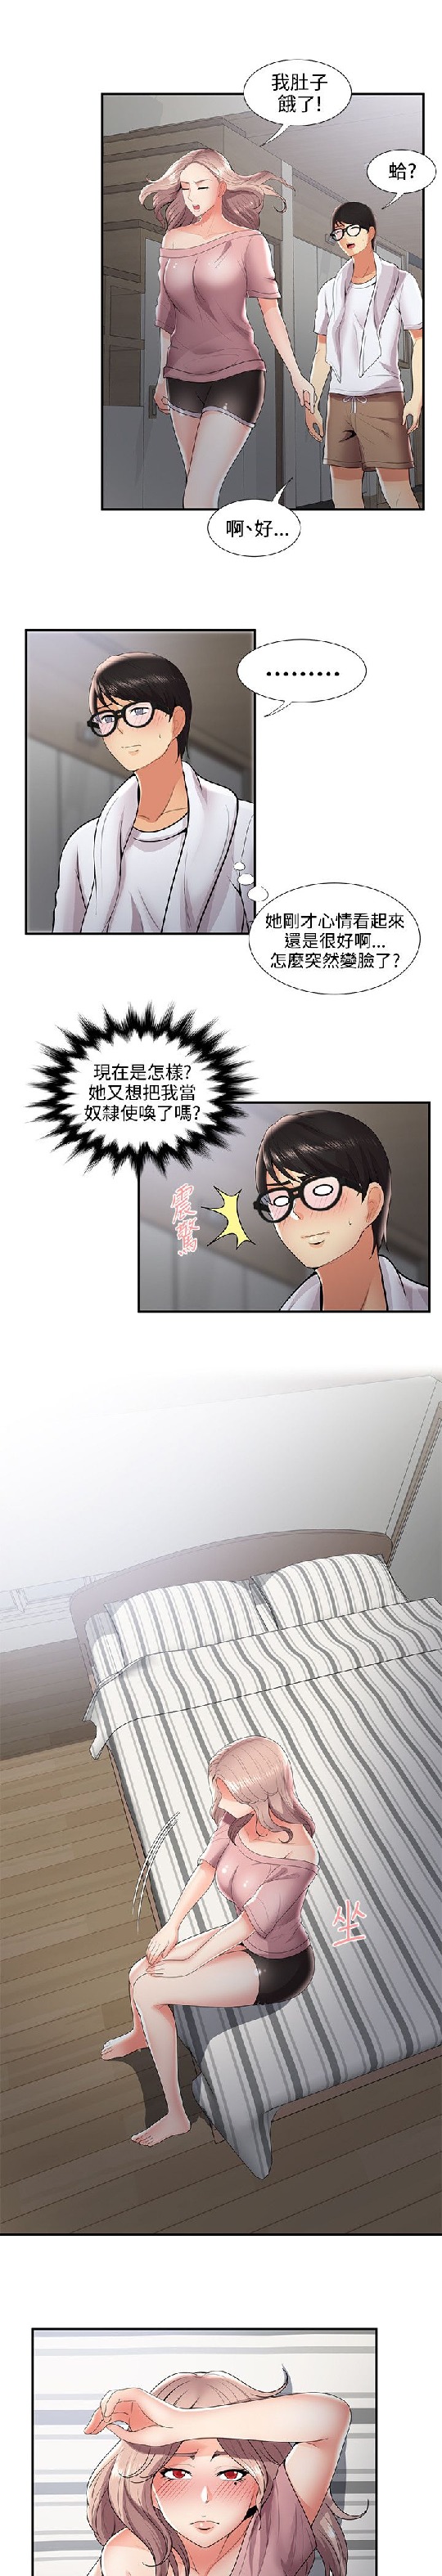 我肚子
餓了!
蛤?
啊、好...
.........
她剛才心情看起來
還是很好啊...
怎麼突然變臉了?
現在是怎樣?
她又想把我當
奴隸使喚了嗎?
震驚
坐